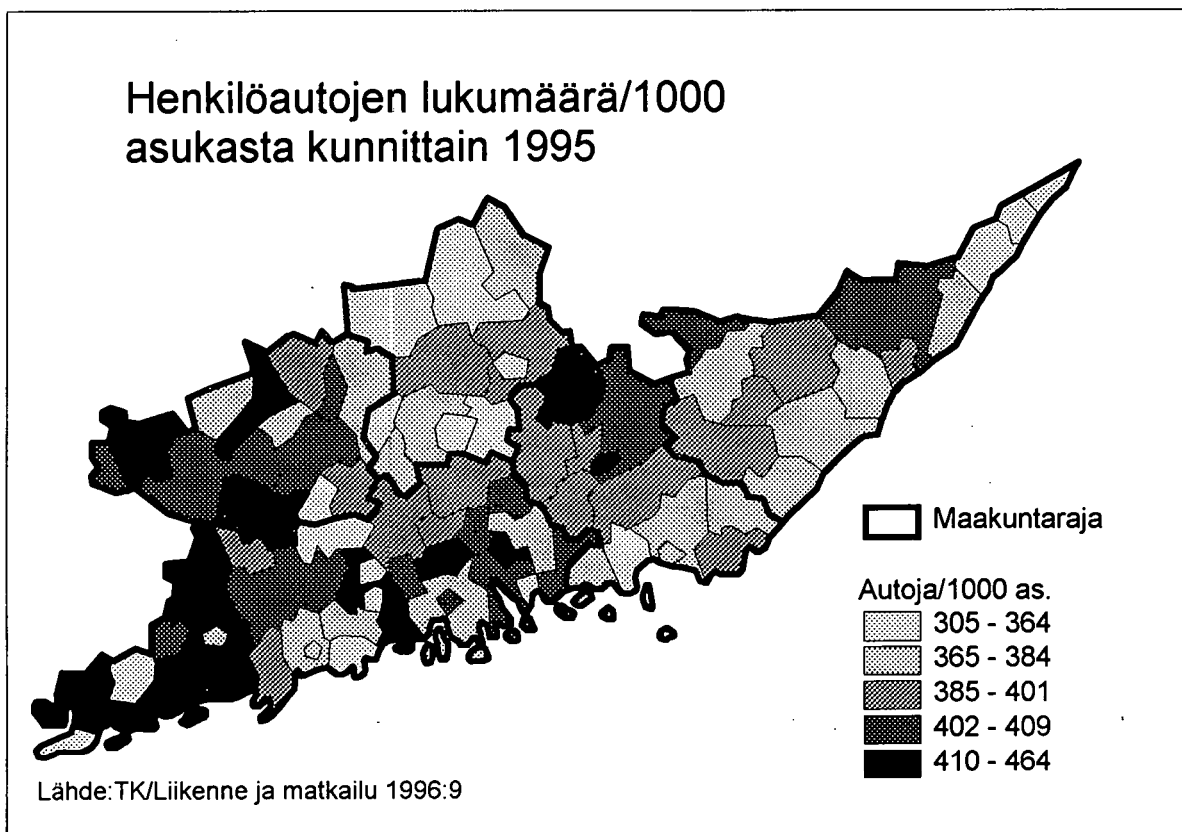 Henkilöautojen lukumäärä/1000
asukasta kunnittain 1995
Maakuntaraja
Autoja/1000 as.
305 - 364
365 - 384
385 - 401
402 - 409
410 - 464
Lähde:TK/Liikenne ja matkailu 1996:9